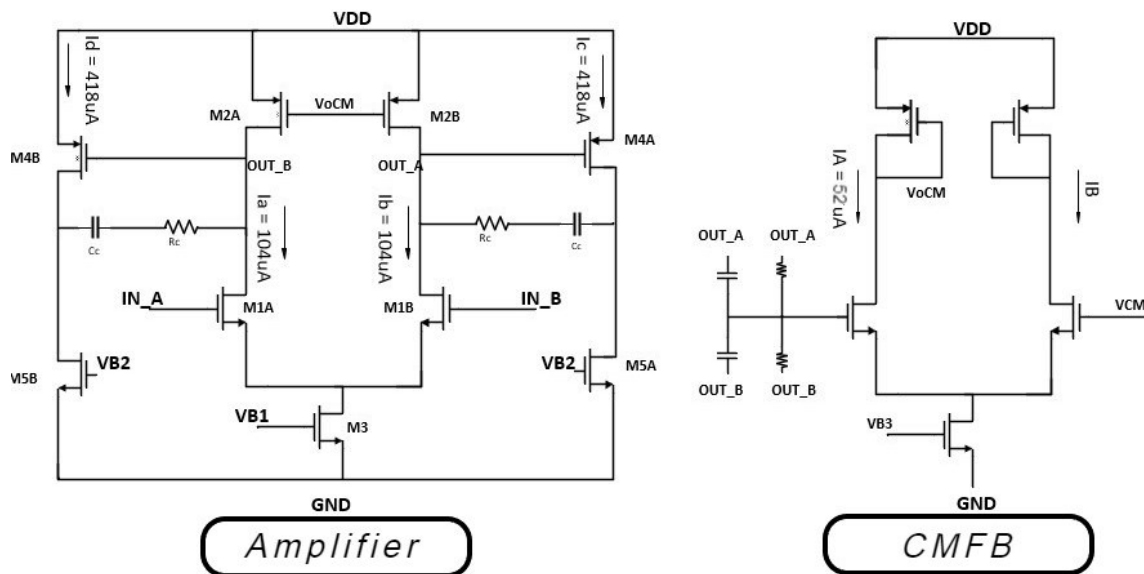 VDD
Id = 418uA
Ic = 418uA
M2A
VoCM
M2B
M4B
M4A
OUT_B
OUT_A
Cc
Rc
Ia = 104uA
Ib = 104uA
Rc
Cc
IN_A
M1A
M1B
IN_B
M5B
VB2
VB2
M5A
VB1
M3
GND
Amplifier
VDD
IA = 52uA
VoCM
IB
OUT_A
OUT_A
VCM
OUT_B
OUT_B
VB3
GND
CMFB